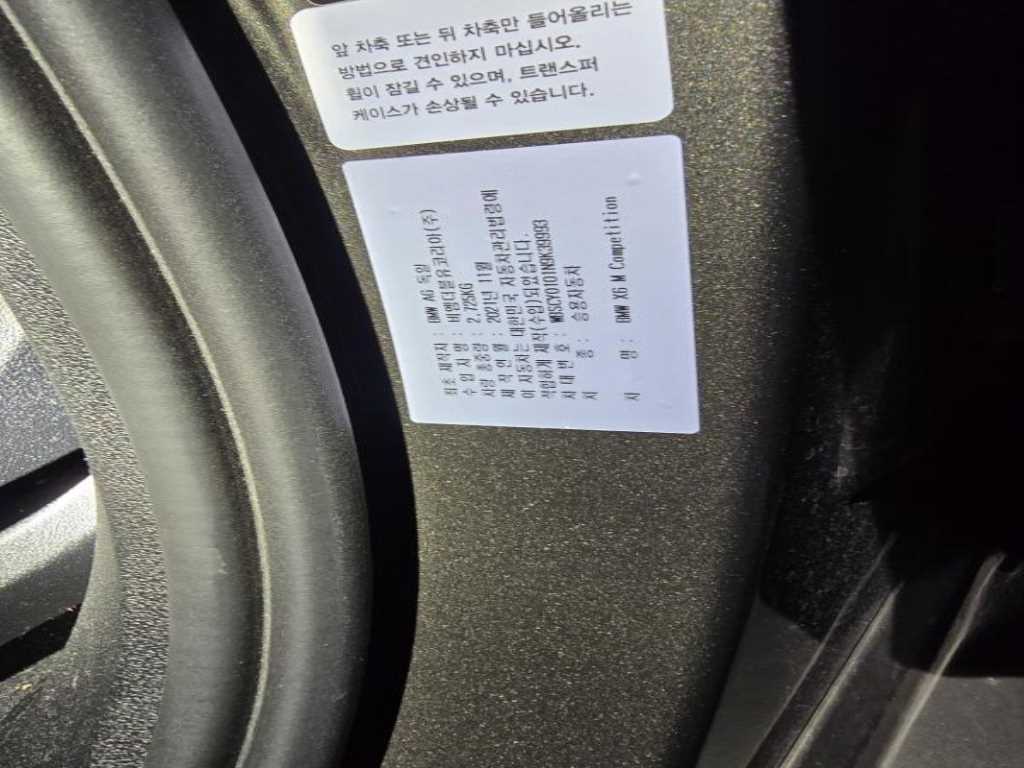 앞 차축 또는 뒤 차축만 들어올리는
방법으로 견인하지 마십시오.
휠이 잠길 수 있으며, 트랜스퍼
케이스가 손상될 수 있습니다.
최초 제작자 : BMW AG 독일
수 입 자 명 : 비엠더블유코리아(주)
차량 총중량 : 2,725KG
제 작 연 월 : 2021년 11월
이 자동차는 대한민국 자동차관리법령에
적합하게 제작(수입)되었습니다.
차 대 번 호 : WBSCY0101N9K39993
차 종 : 승용자동차
차 명 : BMW X6 M Competition